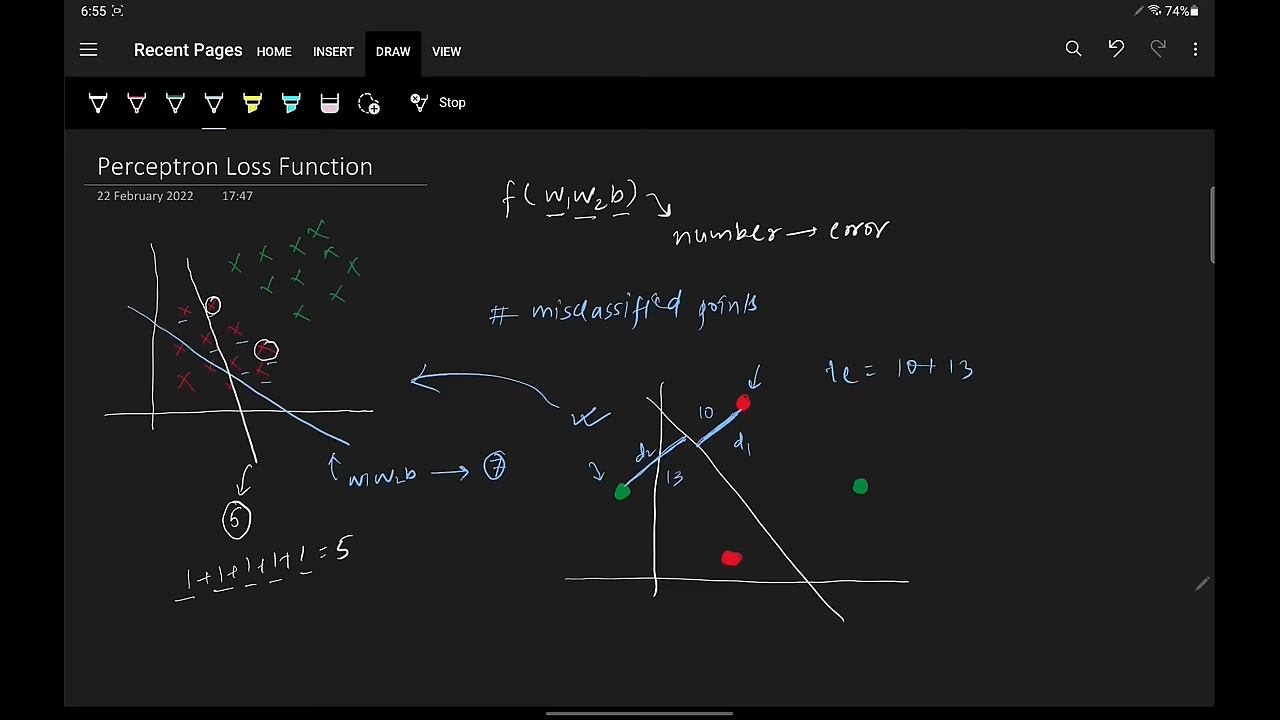 6:55
74%
Recent Pages HOME INSERT DRAW VIEW
Stop
Perceptron Loss Function
22 February 2022 17:47
f(w₁w₂b)
number → error
# misclassified points
10
d₁
d₂
13
w₁w₂b → 7
5
1+1+1+1+1 = 5
= 10+13